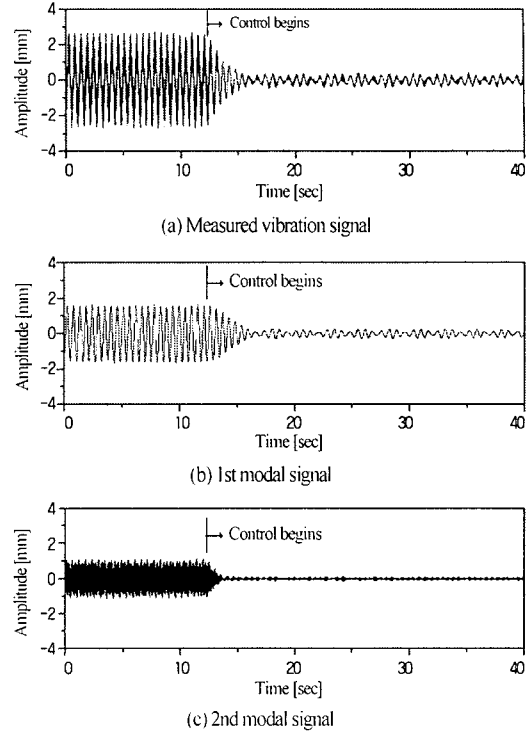 Control begins
Amplitude [mm]
4
2
0
-2
-4
0
10
20
30
40
Time [sec]
(a) Measured vibration signal
Control begins
Amplitude [mm]
4
2
0
-2
-4
0
10
20
30
40
Time [sec]
(b) 1st modal signal
Control begins
Amplitude [mm]
4
2
0
-2
-4
0
10
20
30
40
Time [sec]
(c) 2nd modal signal